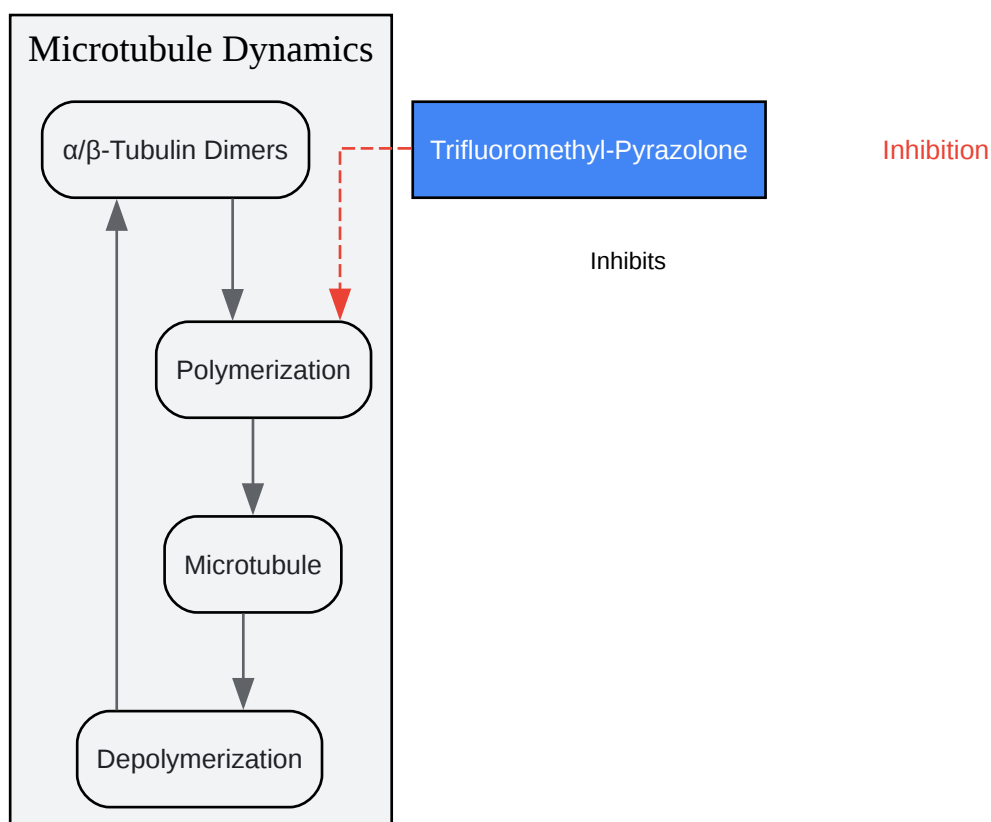 Microtubule Dynamics
α/β-Tubulin Dimers
Trifluoromethyl-Pyrazolone
Inhibition
Inhibits
Polymerization
Microtubule
Depolymerization